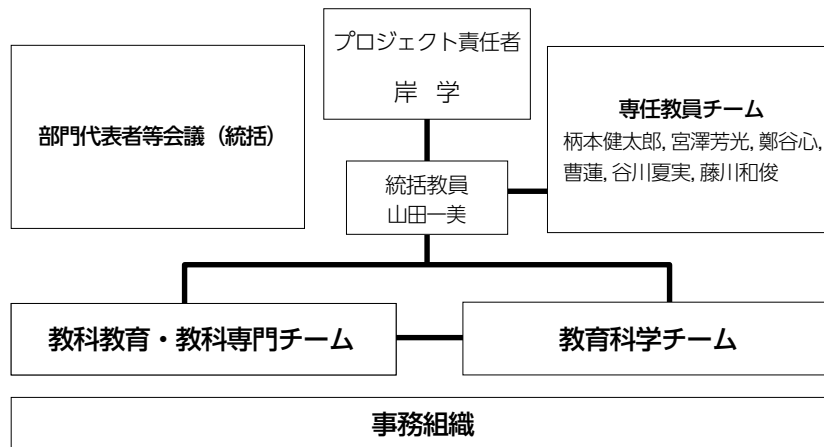 プロジェクト責任者
岸 学
部門代表者等会議（統括）
専任教員チーム
柄本健太郎, 宮澤芳光, 鄭谷心,
曹蓮, 谷川夏実, 藤川和俊
統括教員
山田一美
教科教育・教科専門チーム
教育科学チーム
事務組織